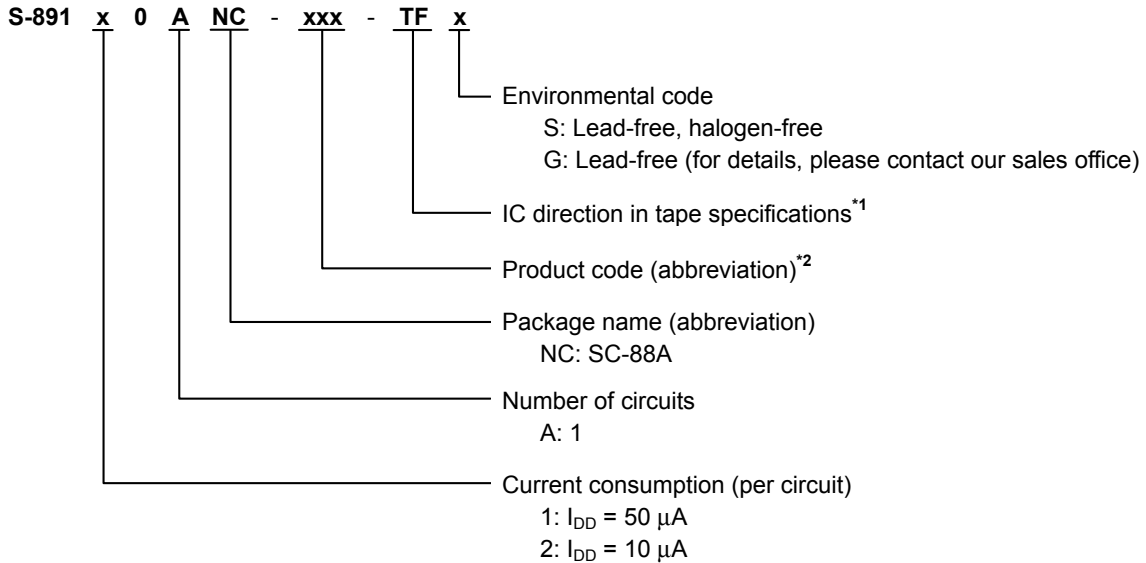 S-891 x 0 A NC - xxx - TF x
Environmental code
S: Lead-free, halogen-free
G: Lead-free (for details, please contact our sales office)
IC direction in tape specifications*1
Product code (abbreviation)*2
Package name (abbreviation)
NC: SC-88A
Number of circuits
A: 1
Current consumption (per circuit)
1: IDD = 50 μA
2: IDD = 10 μA